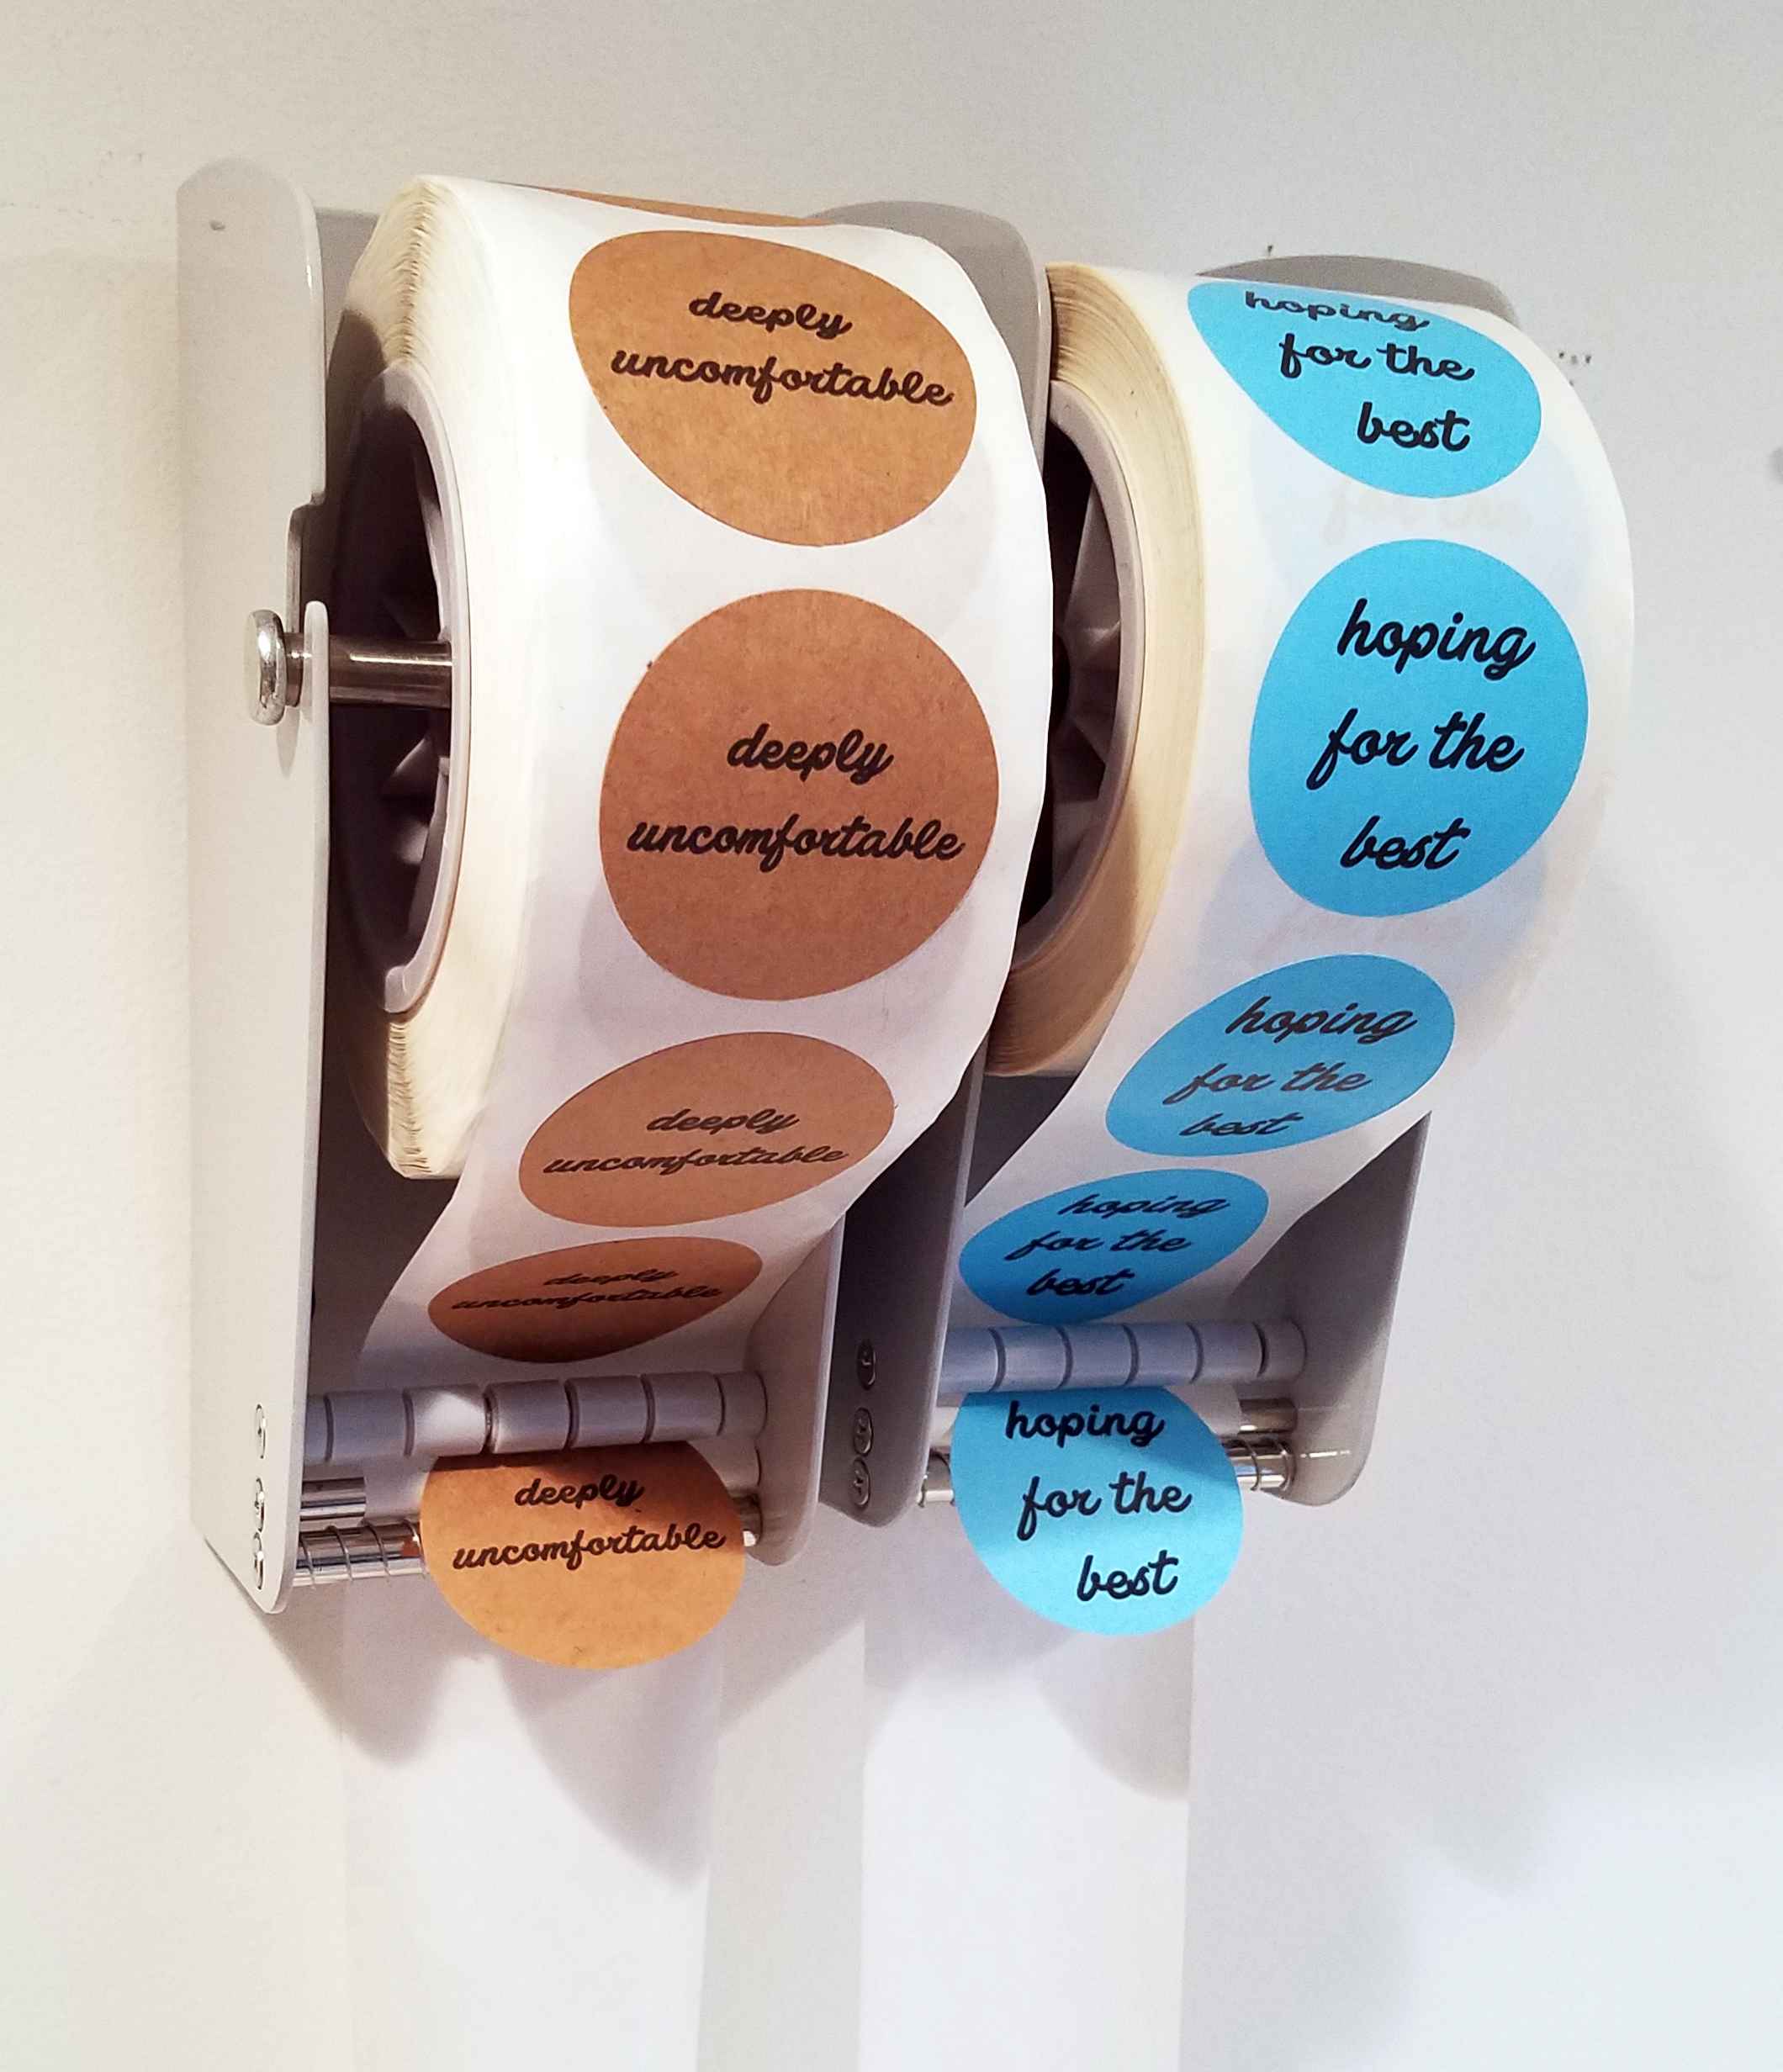 deeply
uncomfortable
deeply
uncomfortable
deeply
uncomfortable
deeply
uncomfortable
deeply
uncomfortable
hoping
for the
best
hoping
for the
best
hoping
for the
best
hoping
for the
best
hoping
for the
best